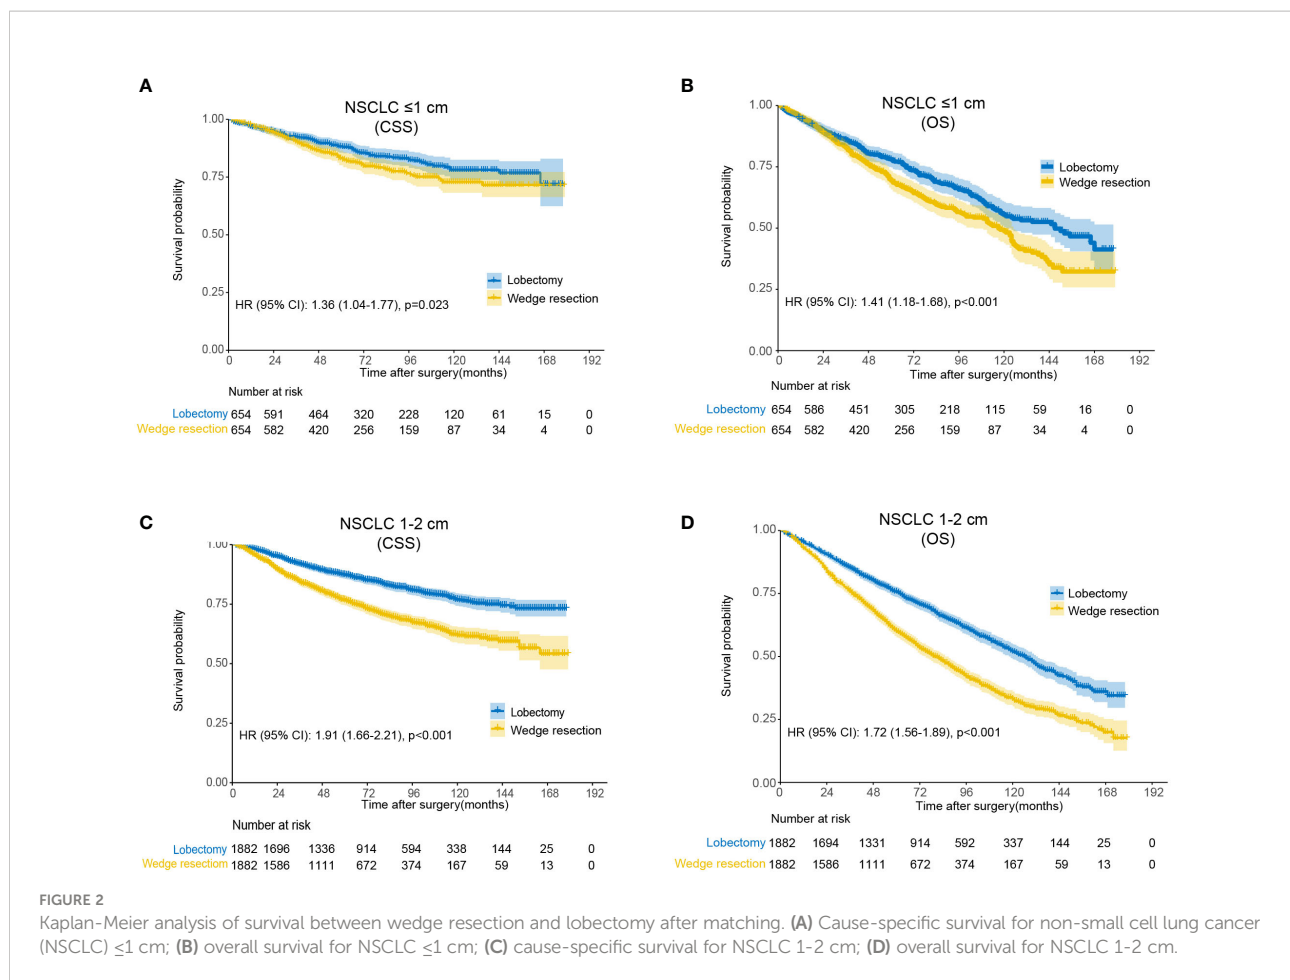 A
NSCLC ≤1 cm
(CSS)
1.00
0.75
0.50
0.25
0.00
Survival probability
Lobectomy
Wedge resection
HR (95% CI): 1.36 (1.04-1.77), p=0.023
0 24 48 72 96 120 144 168 192
Time after surgery(months)
Number at risk
Lobectomy 654 591 464 320 228 120 61 15 0
Wedge resection 654 582 420 256 159 87 34 4 0
B
NSCLC ≤1 cm
(OS)
1.00
0.75
0.50
0.25
0.00
Survival probability
Lobectomy
Wedge resection
HR (95% CI): 1.41 (1.18-1.68), p<0.001
0 24 48 72 96 120 144 168 192
Time after surgery(months)
Number at risk
Lobectomy 654 586 451 305 218 115 59 16 0
Wedge resection 654 582 420 256 159 87 34 4 0
C
NSCLC 1-2 cm
(CSS)
1.00
0.75
0.50
0.25
0.00
Survival probability
Lobectomy
Wedge resection
HR (95% CI): 1.91 (1.66-2.21), p<0.001
0 24 48 72 96 120 144 168 192
Time after surgery(months)
Number at risk
Lobectomy 1882 1696 1336 914 594 338 144 25 0
Wedge resection 1882 1586 1111 672 374 167 59 13 0
D
NSCLC 1-2 cm
(OS)
1.00
0.75
0.50
0.25
0.00
Survival probability
Lobectomy
Wedge resection
HR (95% CI): 1.72 (1.56-1.89), p<0.001
0 24 48 72 96 120 144 168 192
Time after surgery(months)
Number at risk
Lobectomy 1882 1694 1331 914 592 337 144 25 0
Wedge resection 1882 1586 1111 672 374 167 59 13 0
FIGURE 2
Kaplan-Meier analysis of survival between wedge resection and lobectomy after matching. (A) Cause-specific survival for non-small cell lung cancer
(NSCLC) ≤1 cm; (B) overall survival for NSCLC ≤1 cm; (C) cause-specific survival for NSCLC 1-2 cm; (D) overall survival for NSCLC 1-2 cm.